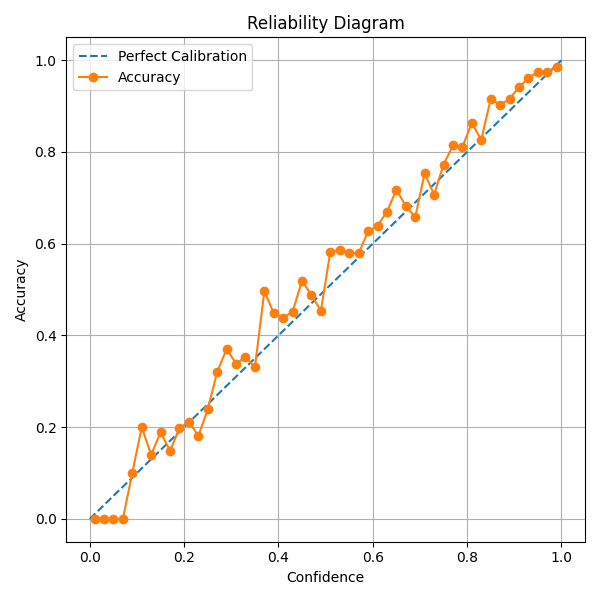 Reliability Diagram
Perfect Calibration
Accuracy
1.0
0.8
0.6
0.4
0.2
0.0
Accuracy
0.0 0.2 0.4 0.6 0.8 1.0
Confidence